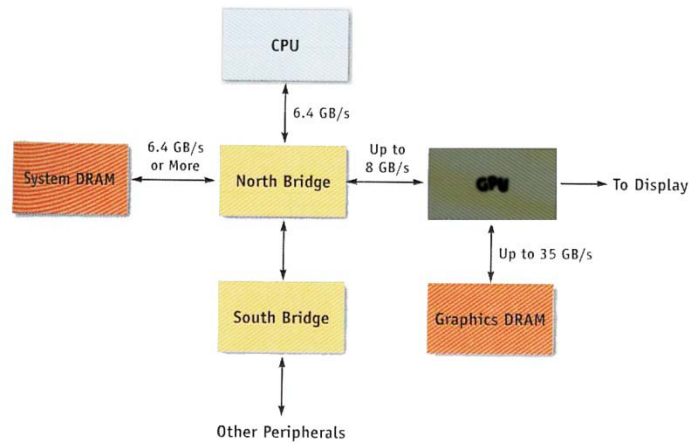 CPU
6.4 GB/s
6.4 GB/s
or More
Up to
8 GB/s
System DRAM
North Bridge
GPU
To Display
Up to 35 GB/s
South Bridge
Graphics DRAM
Other Peripherals